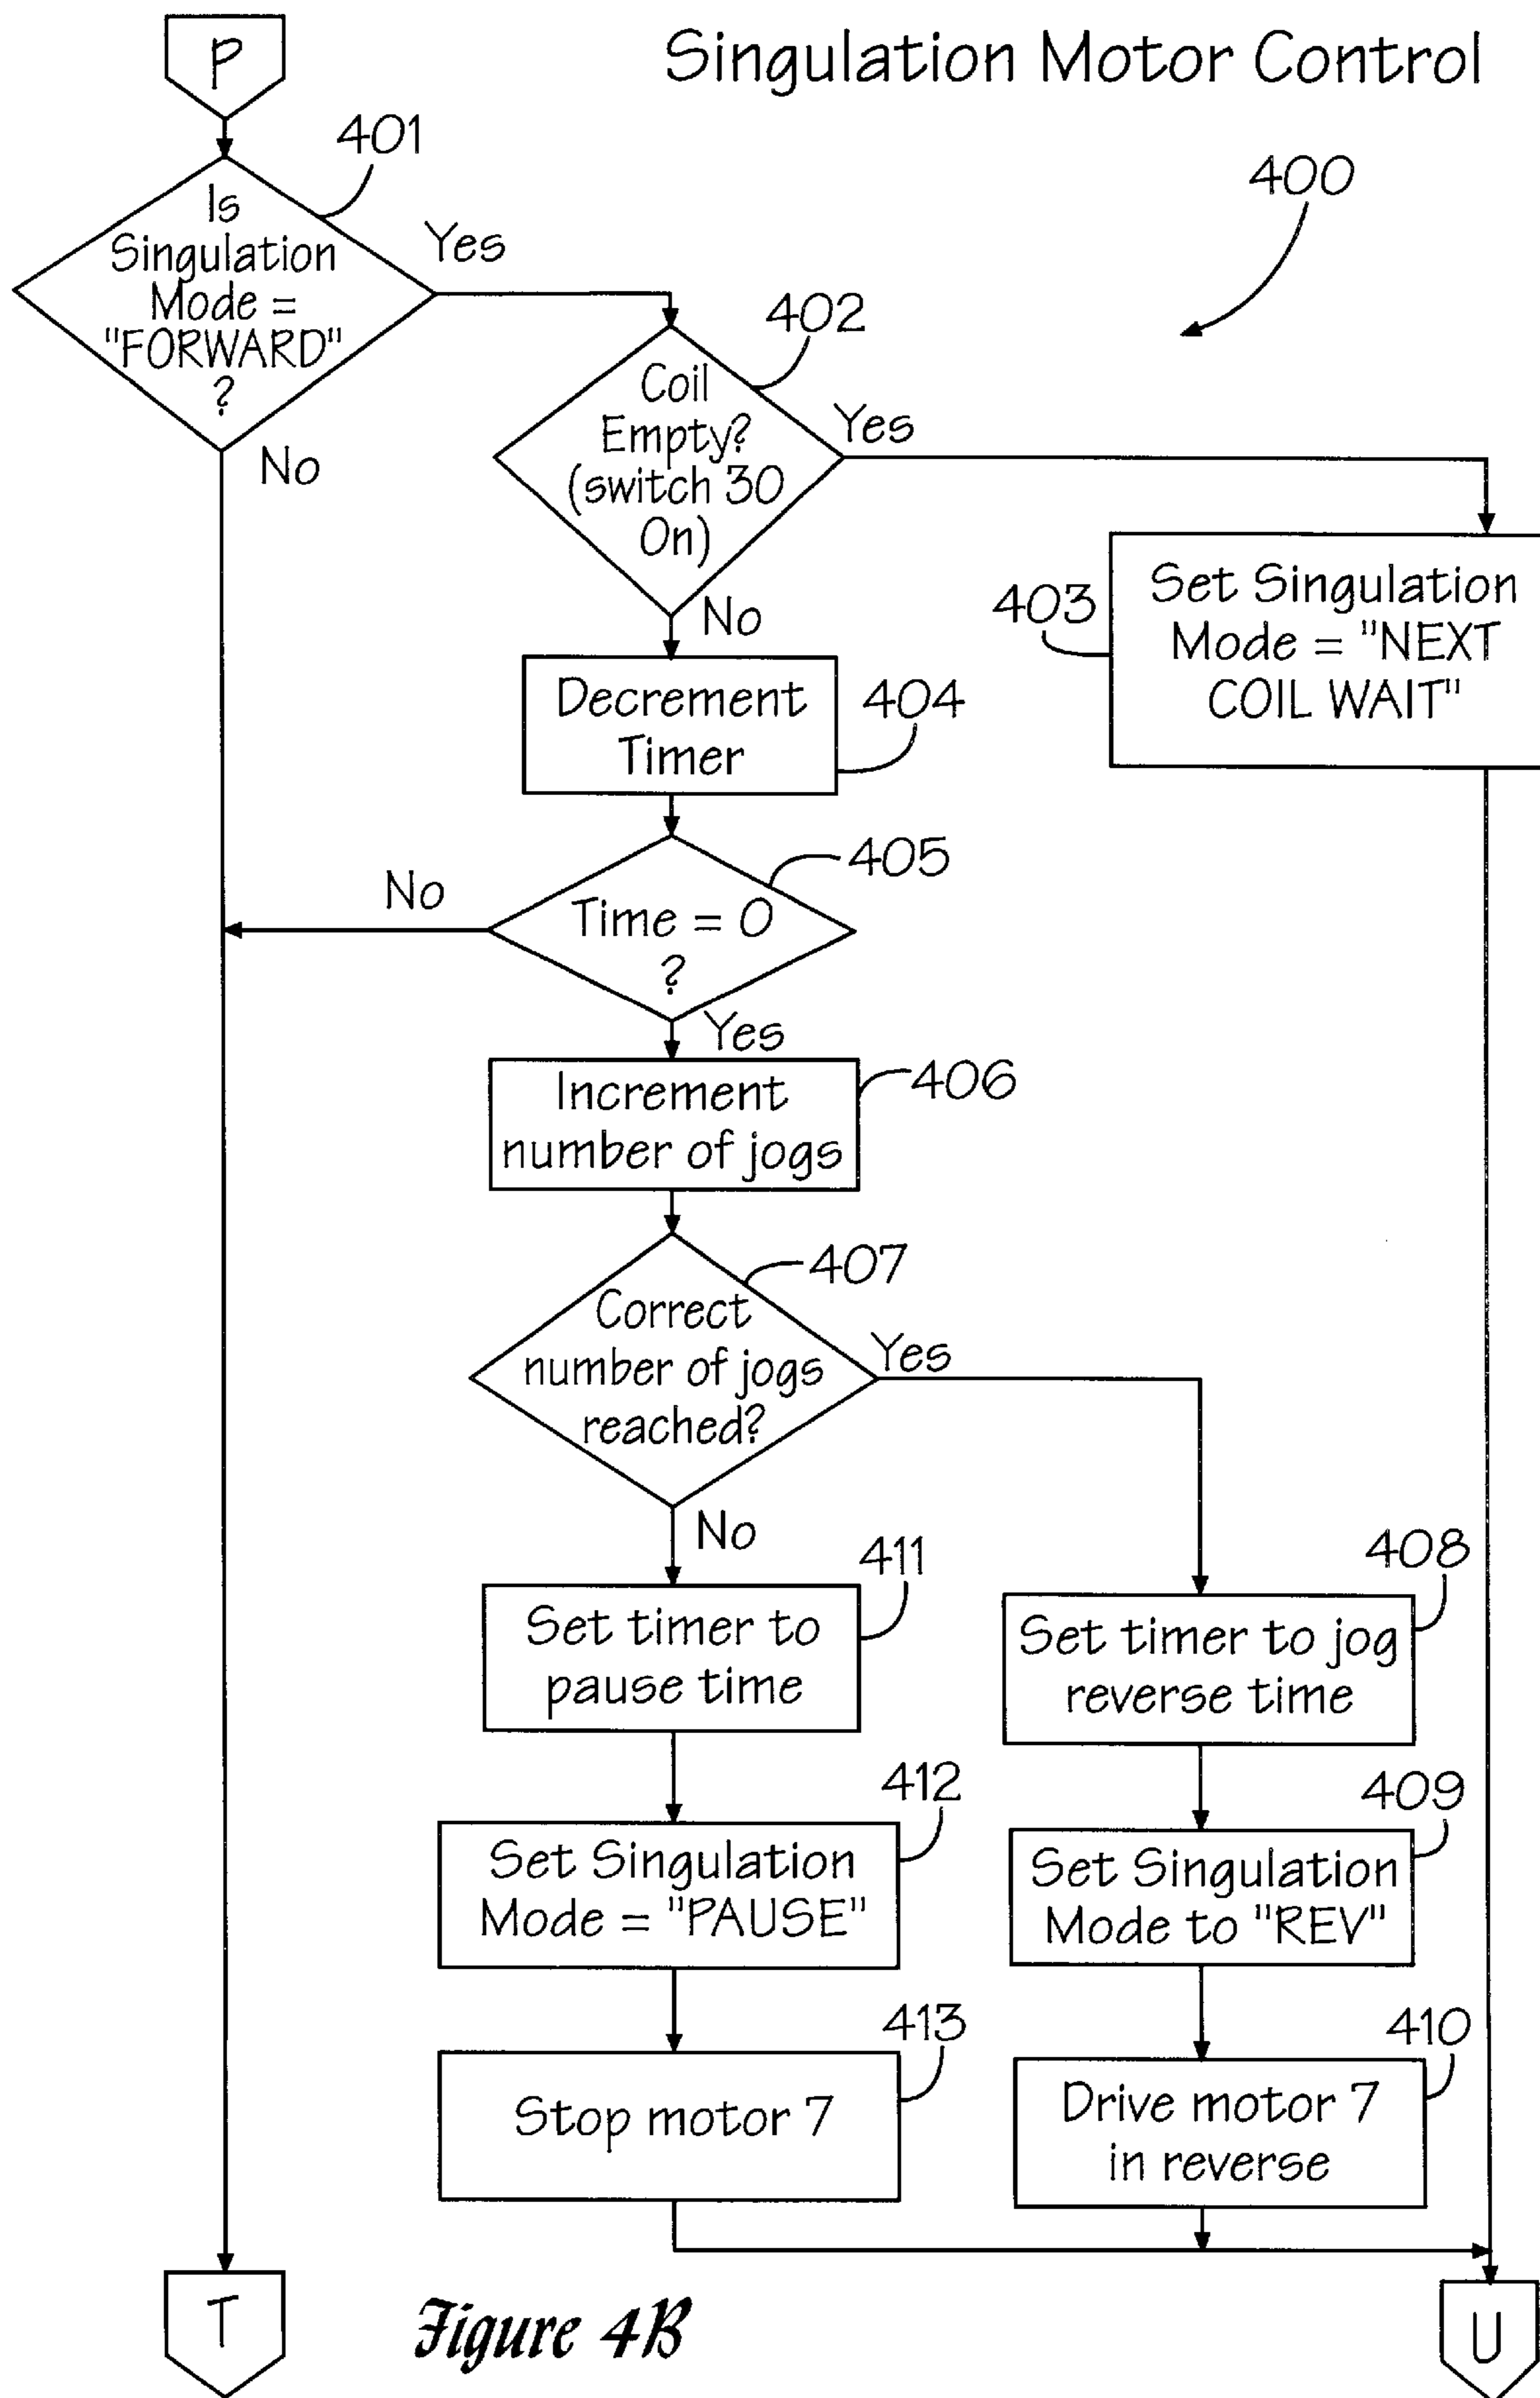 P
Singulation Motor Control
401
400
Is
Singulation
Mode =
"FORWARD"
?
Yes
No
402
Coil
Empty?
(switch 30
On)
Yes
No
403
Set Singulation
Mode = "NEXT
COIL WAIT"
Decrement
Timer
404
405
Time = 0
?
No
Yes
Increment
number of jogs
406
407
Correct
number of jogs
reached?
Yes
No
411
Set timer to
pause time
408
Set timer to jog
reverse time
412
Set Singulation
Mode = "PAUSE"
409
Set Singulation
Mode to "REV"
413
Stop motor 7
410
Drive motor 7
in reverse
T
Figure 4B
U